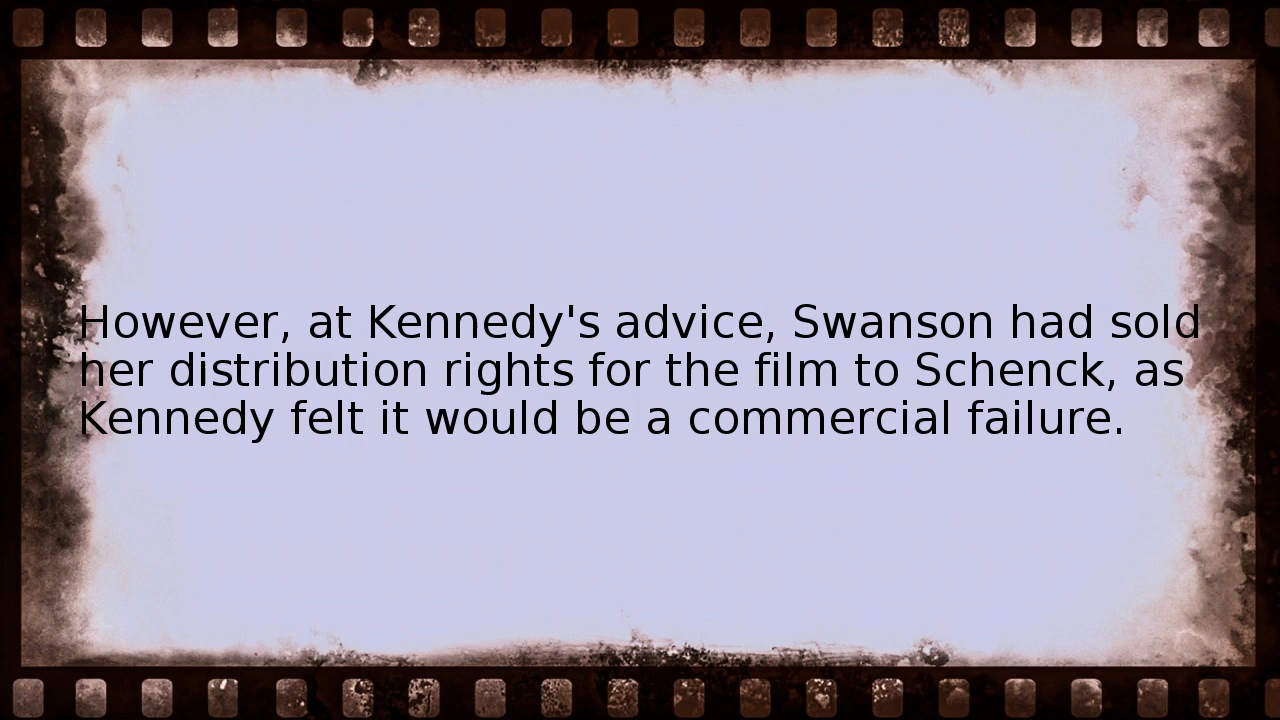 However, at Kennedy's advice, Swanson had sold
her distribution rights for the film to Schenck, as
Kennedy felt it would be a commercial failure.